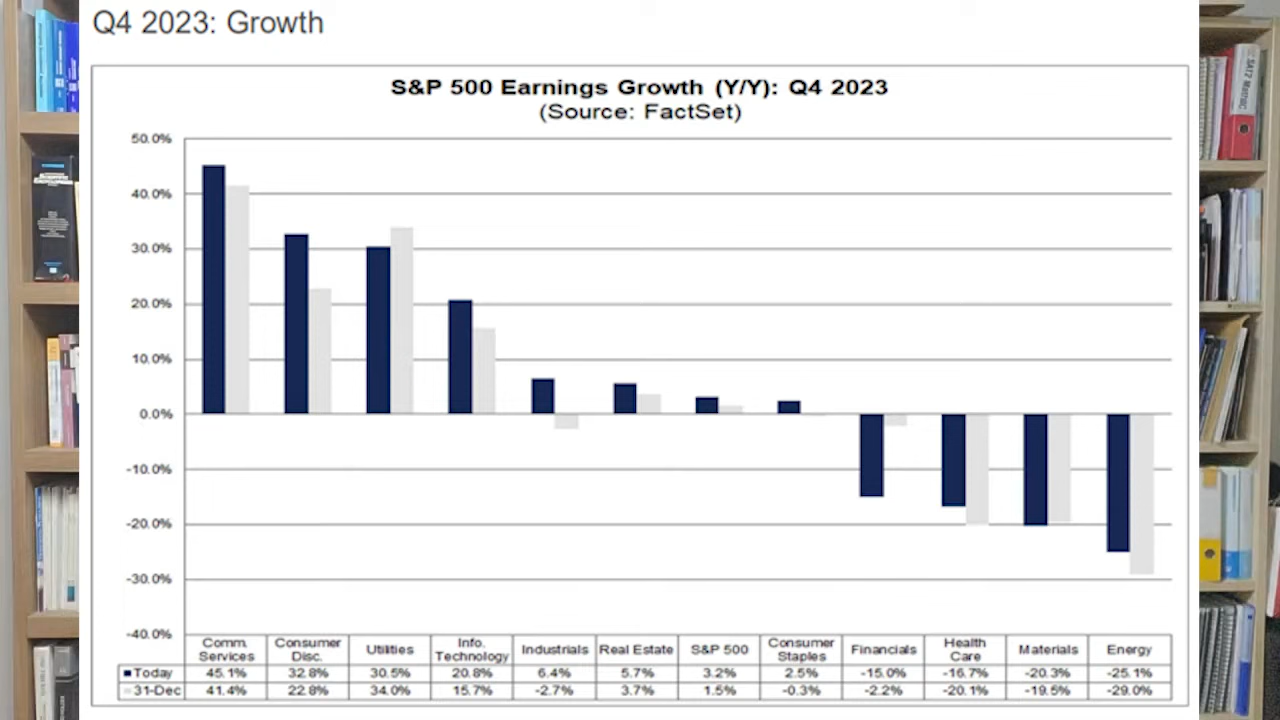 Q4 2023: Growth
S&P 500 Earnings Growth (Y/Y): Q4 2023
(Source: FactSet)
50.0%
40.0%
30.0%
20.0%
10.0%
0.0%
-10.0%
-20.0%
-30.0%
-40.0%
Comm. Services Consumer Disc. Utilities Info. Technology Industrials Real Estate S&P 500 Consumer Staples Financials Health Care Materials Energy
Today 45.1% 32.8% 30.5% 20.8% 6.4% 5.7% 3.2% 2.5% -15.0% -16.7% -20.3% -25.1%
31-Dec 41.4% 22.8% 34.0% 15.7% -2.7% 3.7% 1.5% -0.3% -2.2% -20.1% -19.5% -29.0%